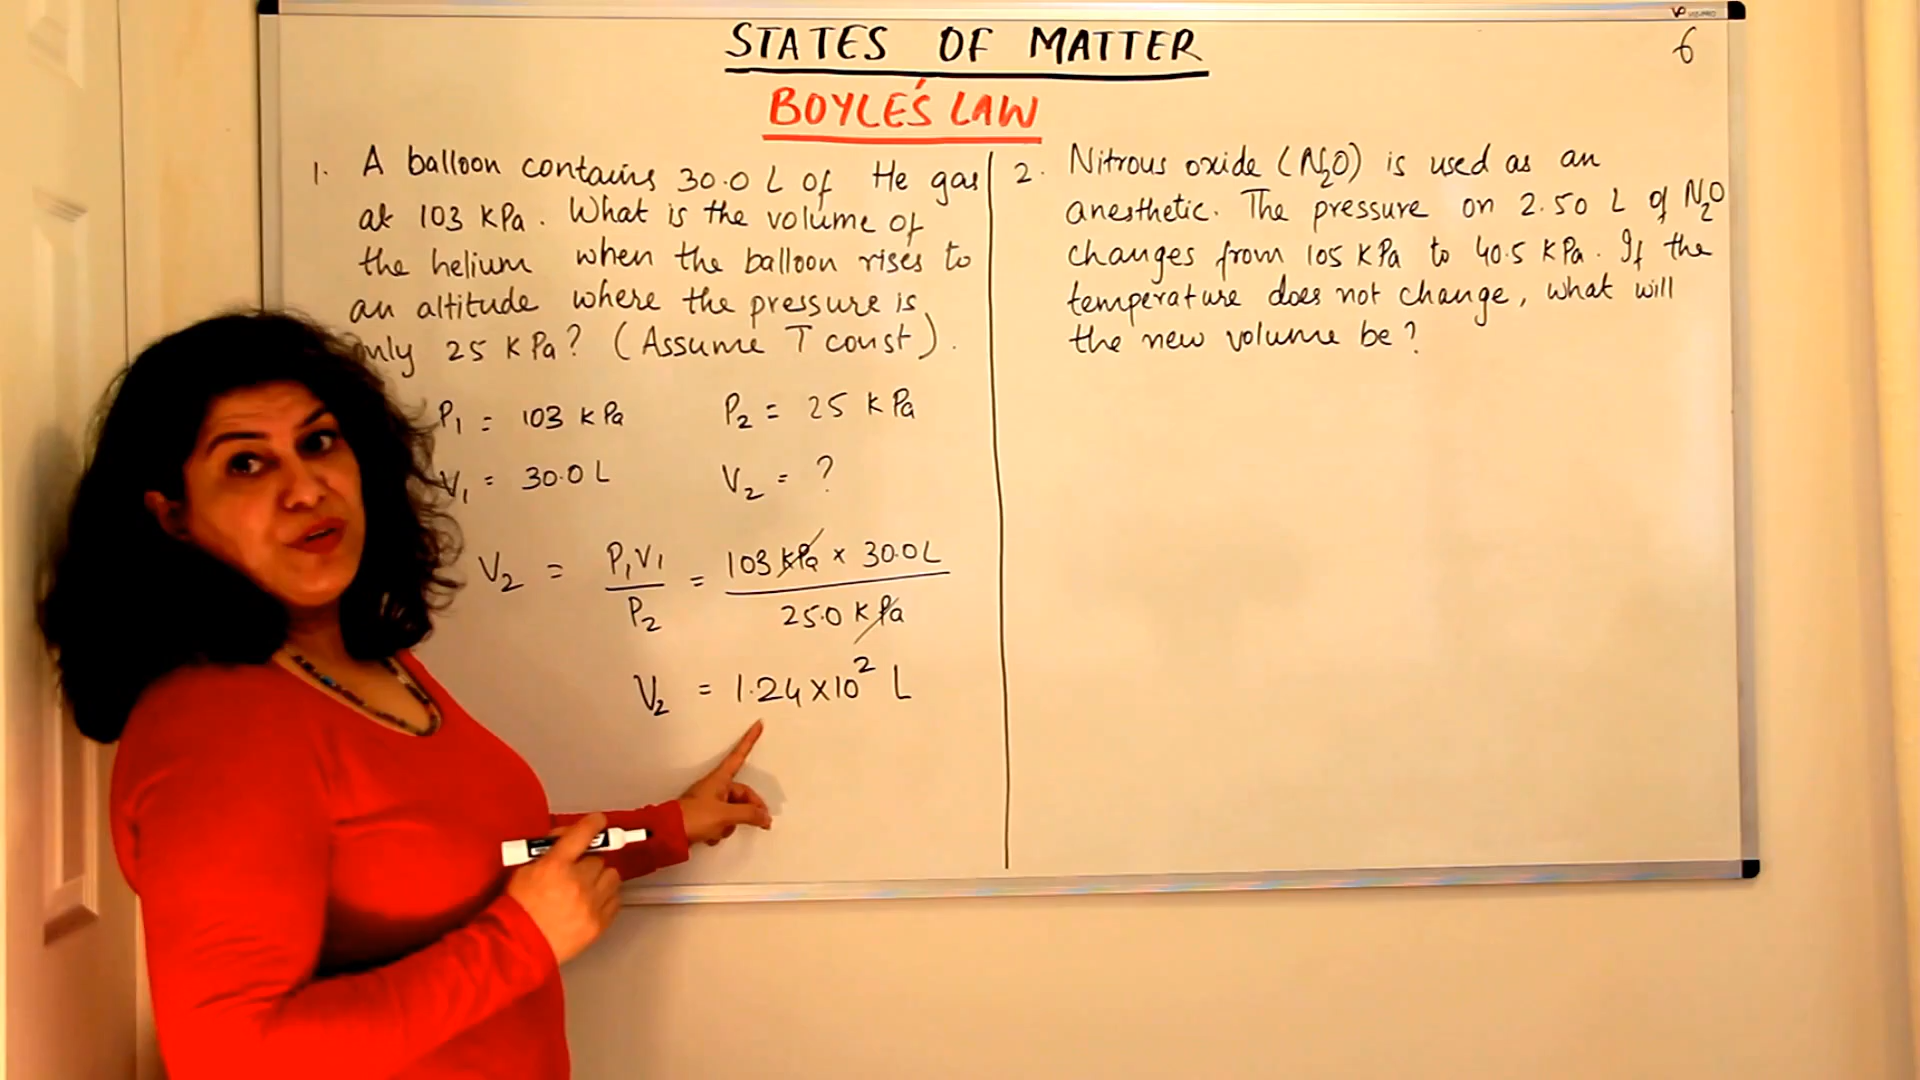 STATES OF MATTER
6
BOYLE'S LAW
1. A balloon contains 30.0 L of He gas
at 103 kPa. What is the volume of
the helium when the balloon rises to
an altitude where the pressure is
only 25 kPa? (Assume T const).
P₁ = 103 kPa P₂ = 25 kPa
V₁ = 30.0 L V₂ = ?
V₂ = P₁V₁/P₂ = 103 kPa × 30.0 L/25.0 kPa
V₂ = 1.24×10² L
2. Nitrous oxide (N₂O) is used as an
anesthetic. The pressure on 2.50 L of N₂O
changes from 105 kPa to 40.5 kPa. If the
temperature does not change, what will
the new volume be?